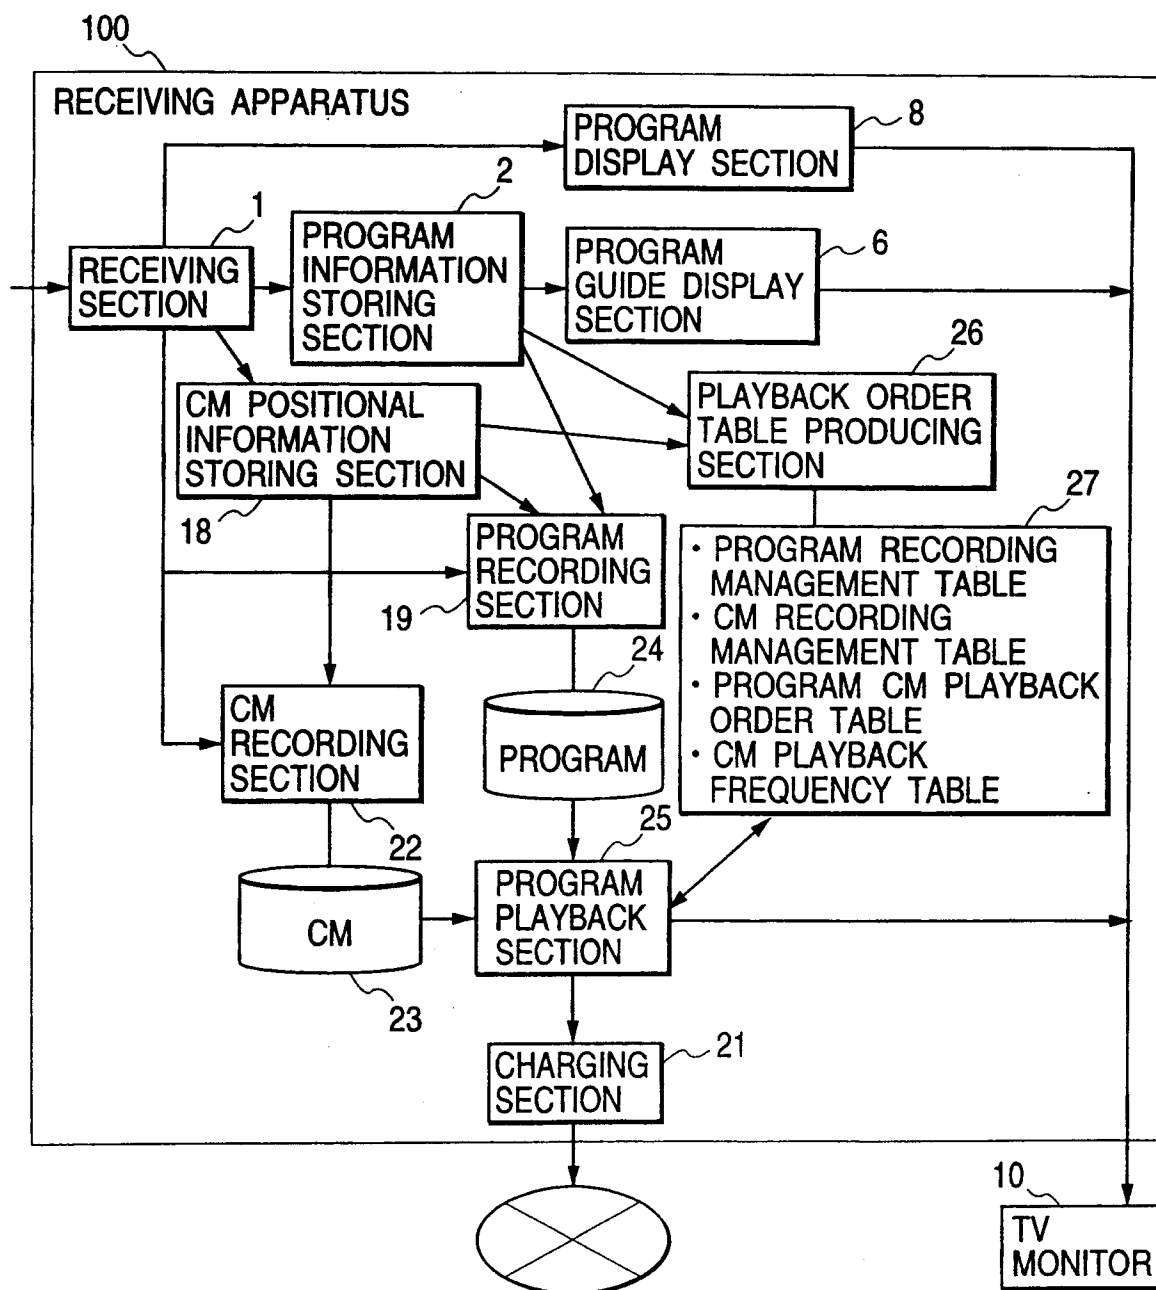 100
RECEIVING APPARATUS
PROGRAM
DISPLAY SECTION
8
1
RECEIVING
SECTION
2
PROGRAM
INFORMATION
STORING
SECTION
PROGRAM
GUIDE DISPLAY
SECTION
6
CM POSITIONAL
INFORMATION
STORING SECTION
18
PLAYBACK ORDER
TABLE PRODUCING
SECTION
26
PROGRAM
RECORDING
SECTION
19
27
· PROGRAM RECORDING
MANAGEMENT TABLE
· CM RECORDING
MANAGEMENT TABLE
· PROGRAM CM PLAYBACK
ORDER TABLE
· CM PLAYBACK
FREQUENCY TABLE
CM
RECORDING
SECTION
22
24
PROGRAM
CM
23
25
PROGRAM
PLAYBACK
SECTION
CHARGING
SECTION
21
10
TV
MONITOR